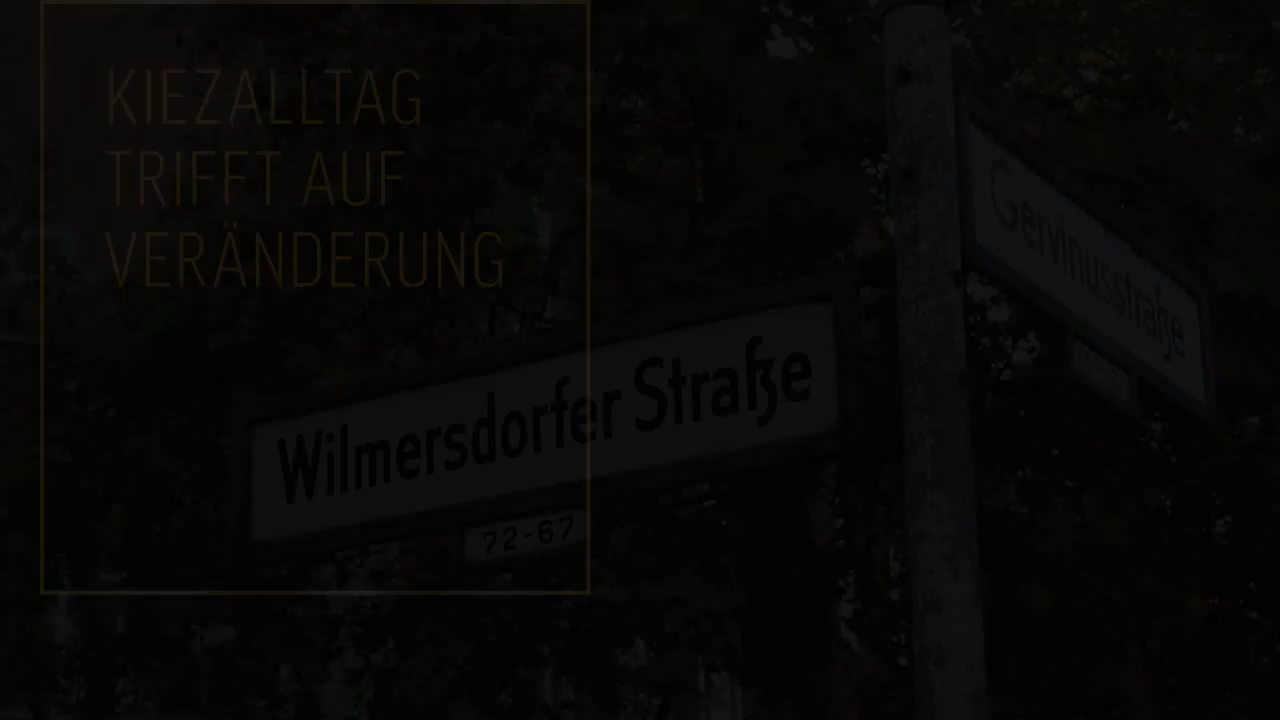 KIEZALLTAG
TRIFFT AUF
VERÄNDERUNG
Gervinusstraße
Wilmersdorfer Straße
72-67